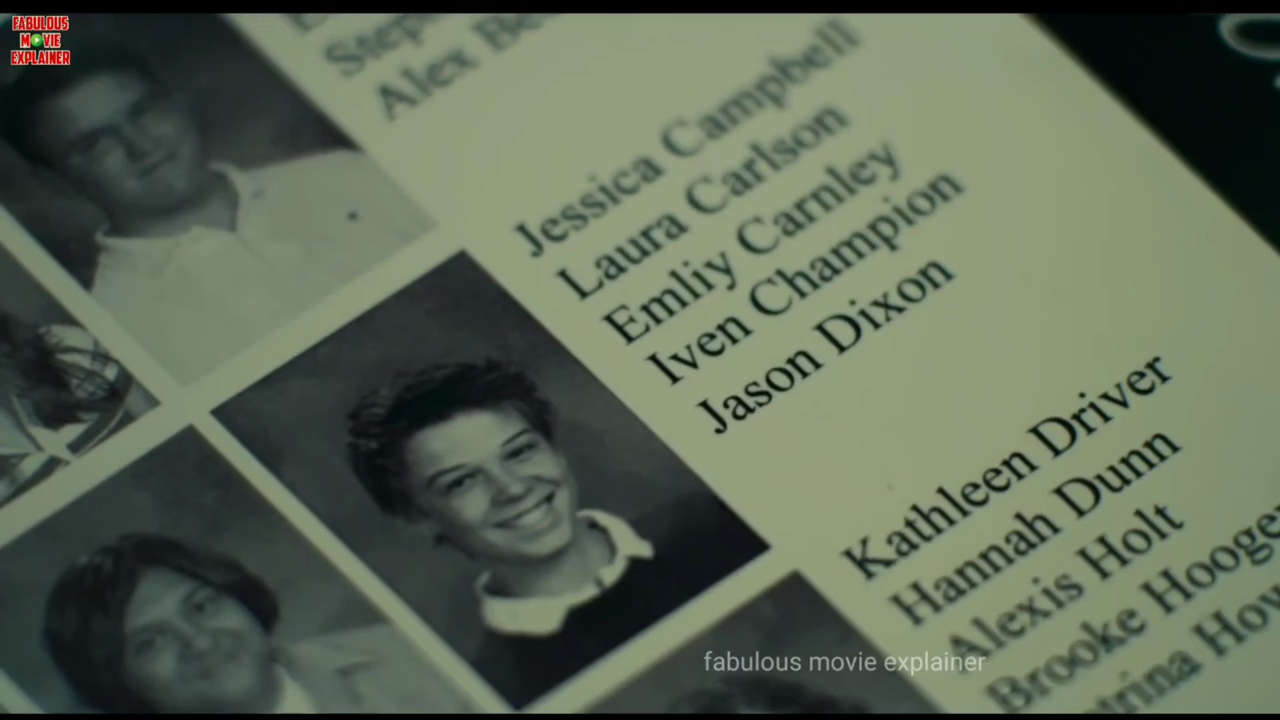 FABULOUS
MOVIE
EXPLAINER
Alex
Jessica Campbell
Laura Carlson
Emliy Carnley
Iven Champion
Jason Dixon
Kathleen Driver
Hannah Dunn
Alexis Holt
Brooke
fabulous movie explainer